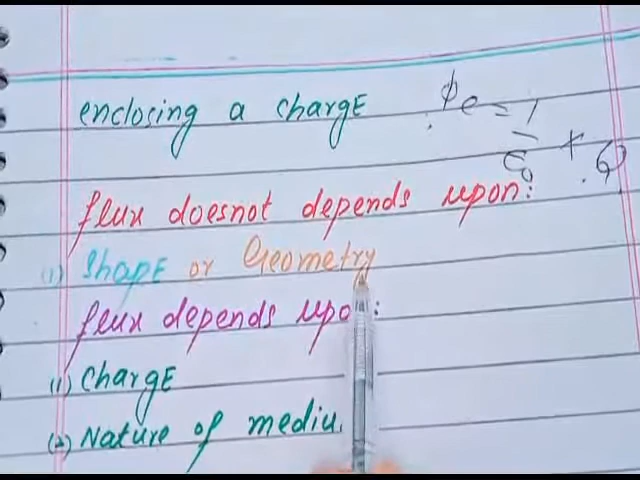 enclosing a chargE
ϕe = 1/ε₀ × Q
flux doesnot depends upon:
(1) ShapE or Geometry
flux depends upo :
(1) ChargE
(2) Nature of mediu